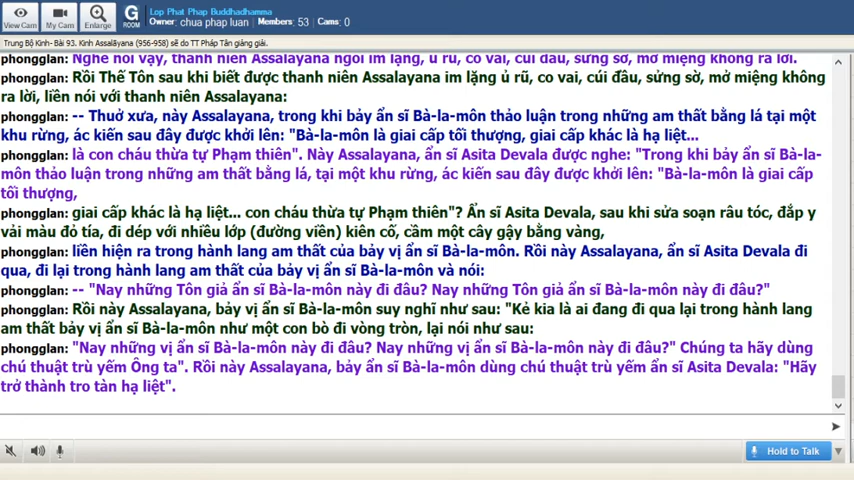 View Cam
My Cam
Enlarge
G
ROOM
Lop Phat Phap Buddhadhamma
Owner: chua phap luan Members: 53 Cams: 0
Trung Bộ Kinh- Bài 93. Kinh Assalāyana (956-958) sẽ do TT Pháp Tân giảng giải.
phongglan: Nghe nói vậy, thanh niên Assalayana ngồi im lặng, ủ rũ, co vai, cúi đầu, sửng sờ, mở miệng không ra lời.
phongglan: Rồi Thế Tôn sau khi biết được thanh niên Assalayana im lặng ủ rũ, co vai, cúi đầu, sửng sờ, mở miệng không
ra lời, liền nói với thanh niên Assalayana:
phongglan: -- Thuở xưa, này Assalayana, trong khi bảy ẩn sĩ Bà-la-môn thảo luận trong những am thất bằng lá tại một
khu rừng, ác kiến sau đây được khởi lên: "Bà-la-môn là giai cấp tối thượng, giai cấp khác là hạ liệt...
phongglan: là con cháu thừa tự Phạm thiên". Này Assalayana, ẩn sĩ Asita Devala được nghe: "Trong khi bảy ẩn sĩ Bà-la-
môn thảo luận trong những am thất bằng lá, tại một khu rừng, ác kiến sau đây được khởi lên: "Bà-la-môn là giai cấp
tối thượng,
phongglan: giai cấp khác là hạ liệt... con cháu thừa tự Phạm thiên"? Ẩn sĩ Asita Devala, sau khi sửa soạn râu tóc, đắp y
vải màu đỏ tía, đi dép với nhiều lớp (đường viền) kiên cố, cầm một cây gậy bằng vàng,
phongglan: liền hiện ra trong hành lang am thất của bảy vị ẩn sĩ Bà-la-môn. Rồi này Assalayana, ẩn sĩ Asita Devala đi
qua, đi lại trong hành lang am thất của bảy vị ẩn sĩ Bà-la-môn và nói:
phongglan: -- "Nay những Tôn giả ẩn sĩ Bà-la-môn này đi đâu? Nay những Tôn giả ẩn sĩ Bà-la-môn này đi đâu?"
phongglan: Rồi này Assalayana, bảy vị ẩn sĩ Bà-la-môn suy nghĩ như sau: "Kẻ kia là ai đang đi qua lại trong hành lang
am thất bảy vị ẩn sĩ Bà-la-môn như một con bò đi vòng tròn, lại nói như sau:
phongglan: "Nay những vị ẩn sĩ Bà-la-môn này đi đâu? Nay những vị ẩn sĩ Bà-la-môn này đi đâu?" Chúng ta hãy dùng
chú thuật trù yếm Ông ta". Rồi này Assalayana, bảy ẩn sĩ Bà-la-môn dùng chú thuật trù yếm ẩn sĩ Asita Devala: "Hãy
trở thành tro tàn hạ liệt".
Hold to Talk